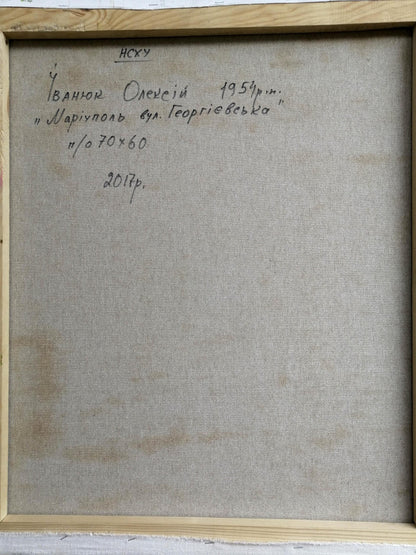 НСХУ
Іванюк Олексій 1954р.н.
"Маріуполь вул. Георгієвська"
п/о 70х60
2017р.